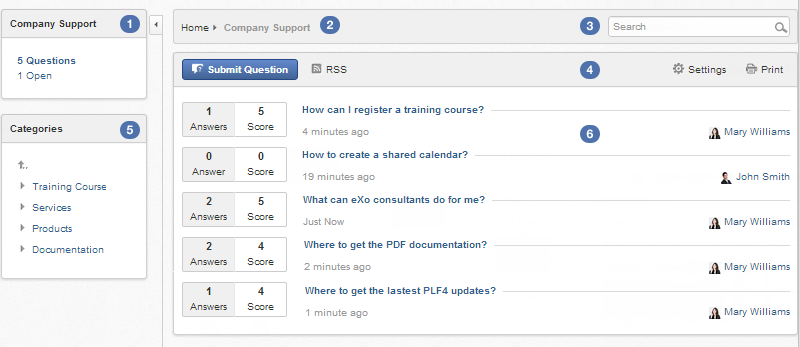 Company Support 1
5 Questions
1 Open
Categories 5
Training Course
Services
Products
Documentation
Home Company Support 2
3 Search
Submit Question RSS 4 Settings Print
1 Answers 5 Score How can I register a training course?
4 minutes ago 6 Mary Williams
0 Answer 0 Score How to create a shared calendar?
19 minutes ago John Smith
2 Answers 5 Score What can eXo consultants do for me?
Just Now Mary Williams
2 Answers 4 Score Where to get the PDF documentation?
2 minutes ago Mary Williams
1 Answers 4 Score Where to get the lastest PLF4 updates?
1 minute ago Mary Williams